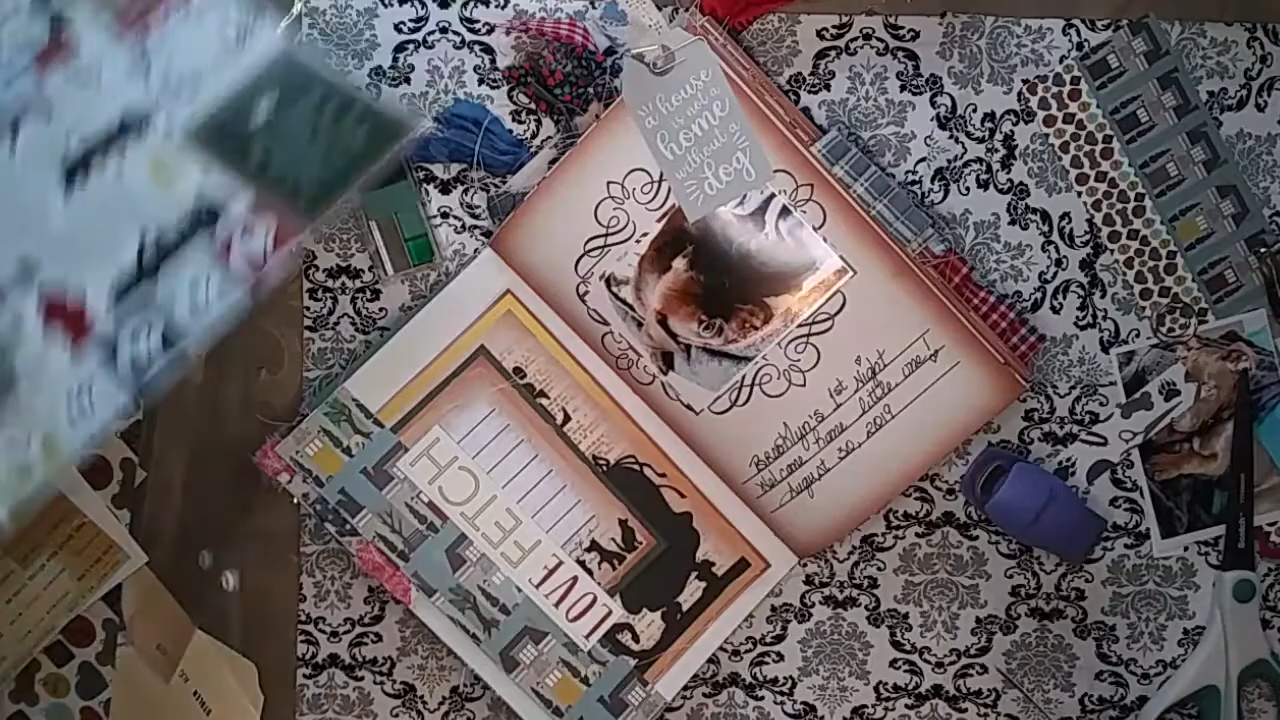 a house
is not a
home
without a
dog
Brooklyn's 1st Night
Welcome home little one!
August 30, 2019
LOVE FETCH